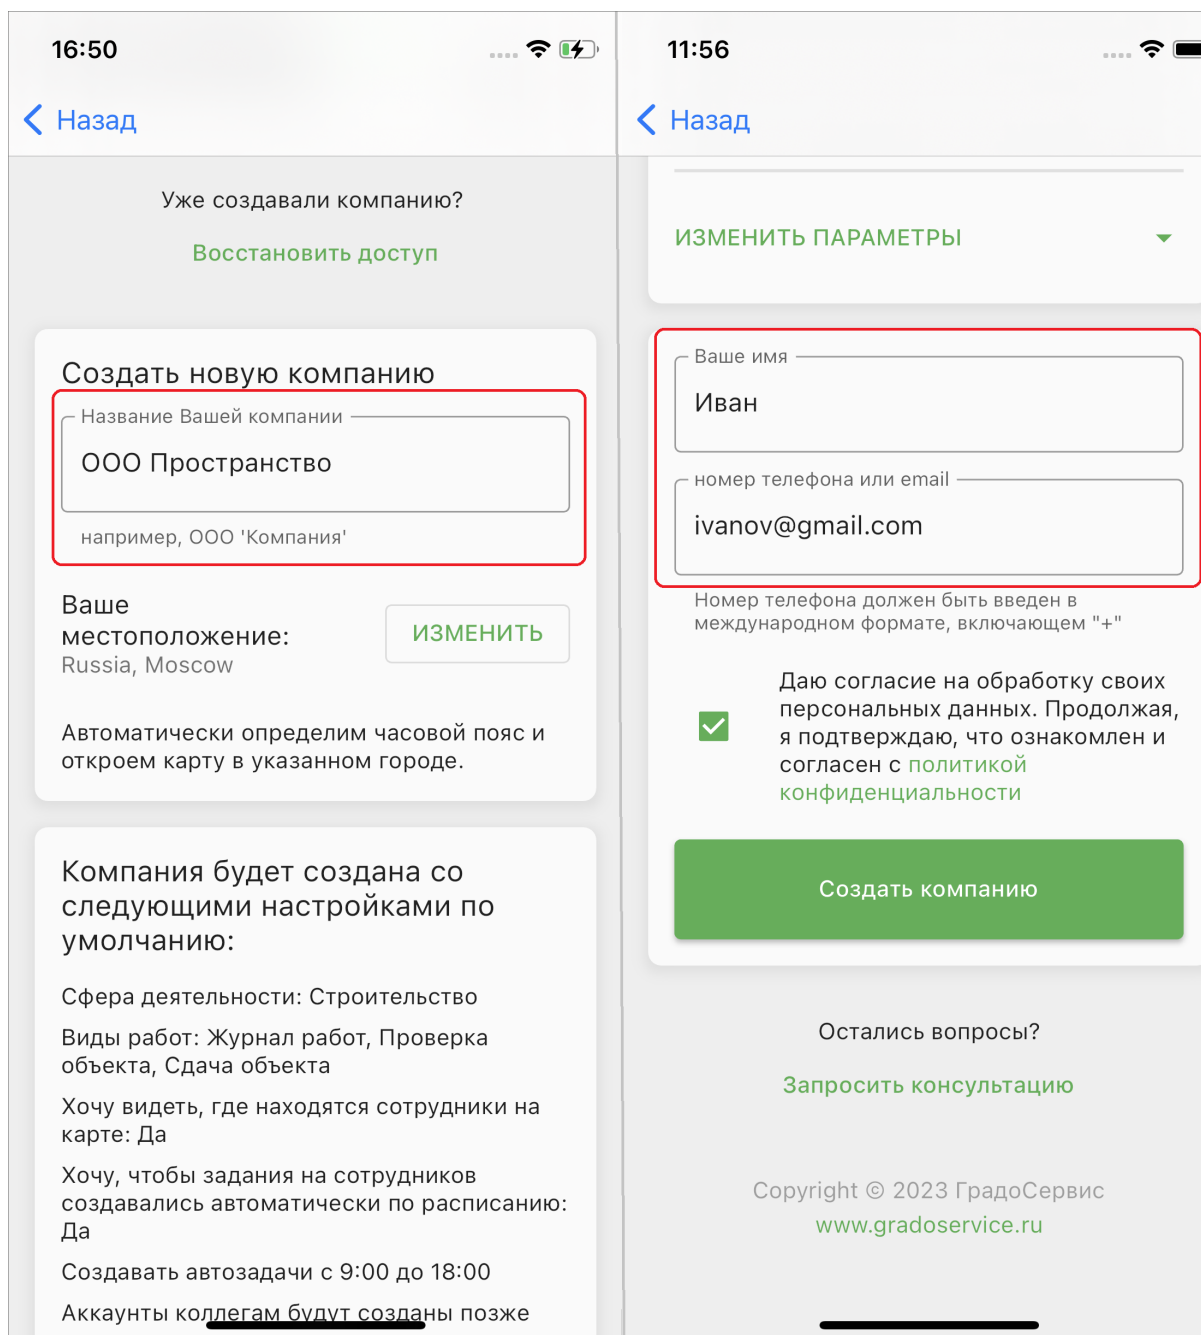 16:50
Назад
Уже создавали компанию?
Восстановить доступ
Создать новую компанию
Название Вашей компании
ООО Пространство
например, ООО 'Компания'
Ваше
местоположение:
Russia, Moscow
ИЗМЕНИТЬ
Автоматически определим часовой пояс и
откроем карту в указанном городе.
Компания будет создана со
следующими настройками по
умолчанию:
Сфера деятельности: Строительство
Виды работ: Журнал работ, Проверка
объекта, Сдача объекта
Хочу видеть, где находятся сотрудники на
карте: Да
Хочу, чтобы задания на сотрудников
создавались автоматически по расписанию:
Да
Создавать автозадачи с 9:00 до 18:00
Аккаунты коллегам будут созданы позже
11:56
Назад
ИЗМЕНИТЬ ПАРАМЕТРЫ
Ваше имя
Иван
номер телефона или email
ivanov@gmail.com
Номер телефона должен быть введен в
международном формате, включающем "+"
Даю согласие на обработку своих
персональных данных. Продолжая,
я подтверждаю, что ознакомлен и
согласен с политикой
конфиденциальности
Создать компанию
Остались вопросы?
Запросить консультацию
Copyright © 2023 ГрадоСервис
www.gradoservice.ru